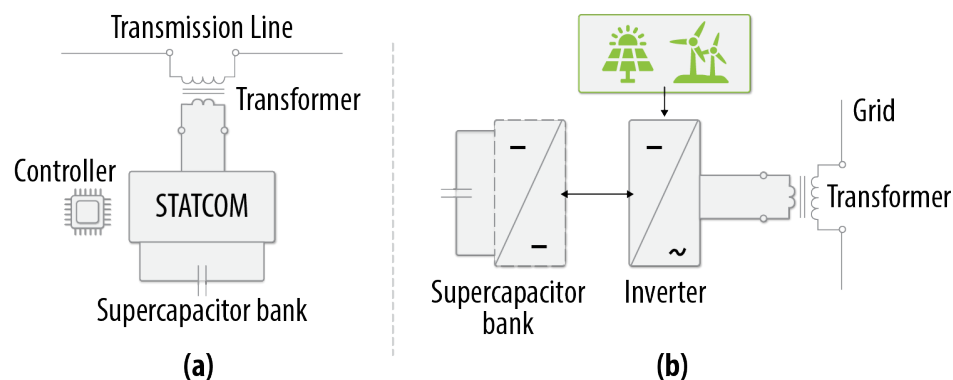 Transmission Line
Transformer
Controller
STATCOM
Supercapacitor bank
(a)
Grid
Transformer
Supercapacitor
bank
Inverter
(b)